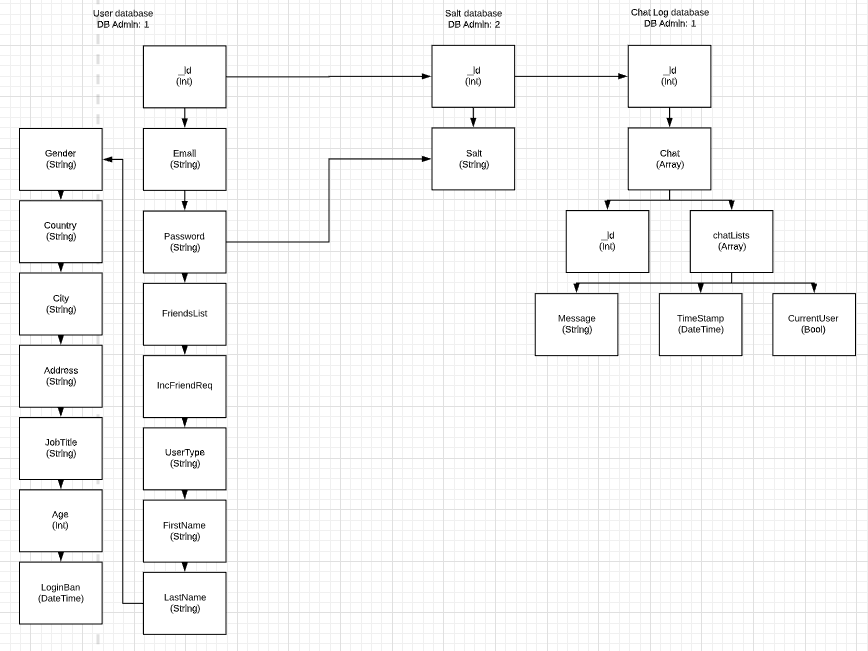 User database
DB Admin: 1
Salt database
DB Admin: 2
Chat Log database
DB Admin: 1
_id
(Int)
_id
(Int)
_id
(Int)
Gender
(String)
Email
(String)
Salt
(String)
Chat
(Array)
Country
(String)
Password
(String)
_id
(Int)
chatLists
(Array)
City
(String)
FriendsList
Message
(String)
TimeStamp
(DateTime)
CurrentUser
(Bool)
Address
(String)
IncFriendReq
JobTitle
(String)
UserType
(String)
Age
(Int)
FirstName
(String)
LoginBan
(DateTime)
LastName
(String)